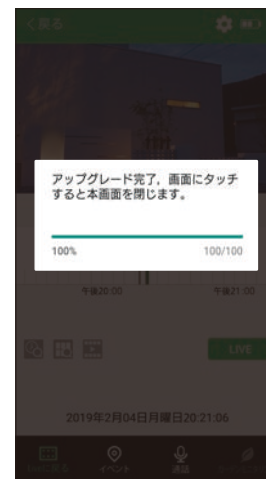 く戻る
アップグレード完了，画面にタッチ
すると本画面を閉じます。
100% 100/100
午後20:00 午後21:00
LIVE
2019年2月04日月曜日20:21:06
イベント 通話